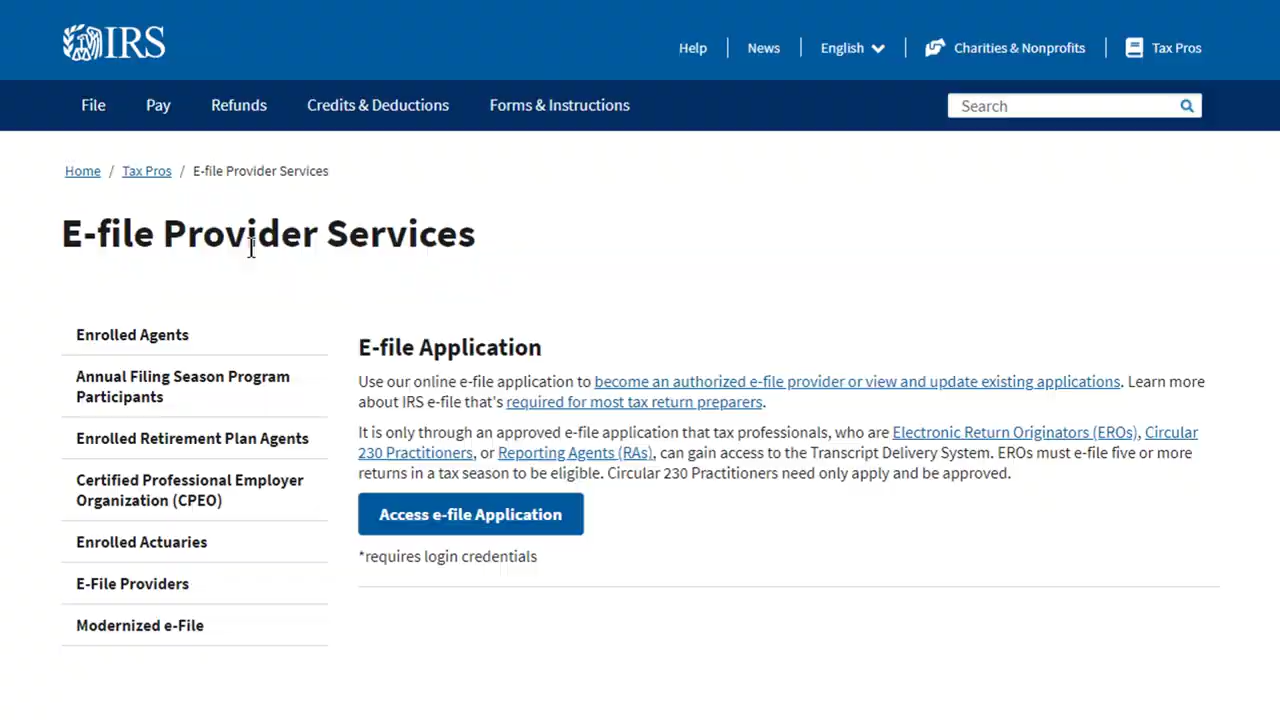 IRS
Help
News
English
Charities & Nonprofits
Tax Pros
File
Pay
Refunds
Credits & Deductions
Forms & Instructions
Search
Home / Tax Pros / E-file Provider Services
E-file Provider Services
Enrolled Agents
Annual Filing Season Program
Participants
Enrolled Retirement Plan Agents
Certified Professional Employer
Organization (CPEO)
Enrolled Actuaries
E-File Providers
Modernized e-File
E-file Application
Use our online e-file application to become an authorized e-file provider or view and update existing applications. Learn more
about IRS e-file that's required for most tax return preparers.
It is only through an approved e-file application that tax professionals, who are Electronic Return Originators (EROs), Circular
230 Practitioners, or Reporting Agents (RAs), can gain access to the Transcript Delivery System. EROs must e-file five or more
returns in a tax season to be eligible. Circular 230 Practitioners need only apply and be approved.
Access e-file Application
*requires login credentials